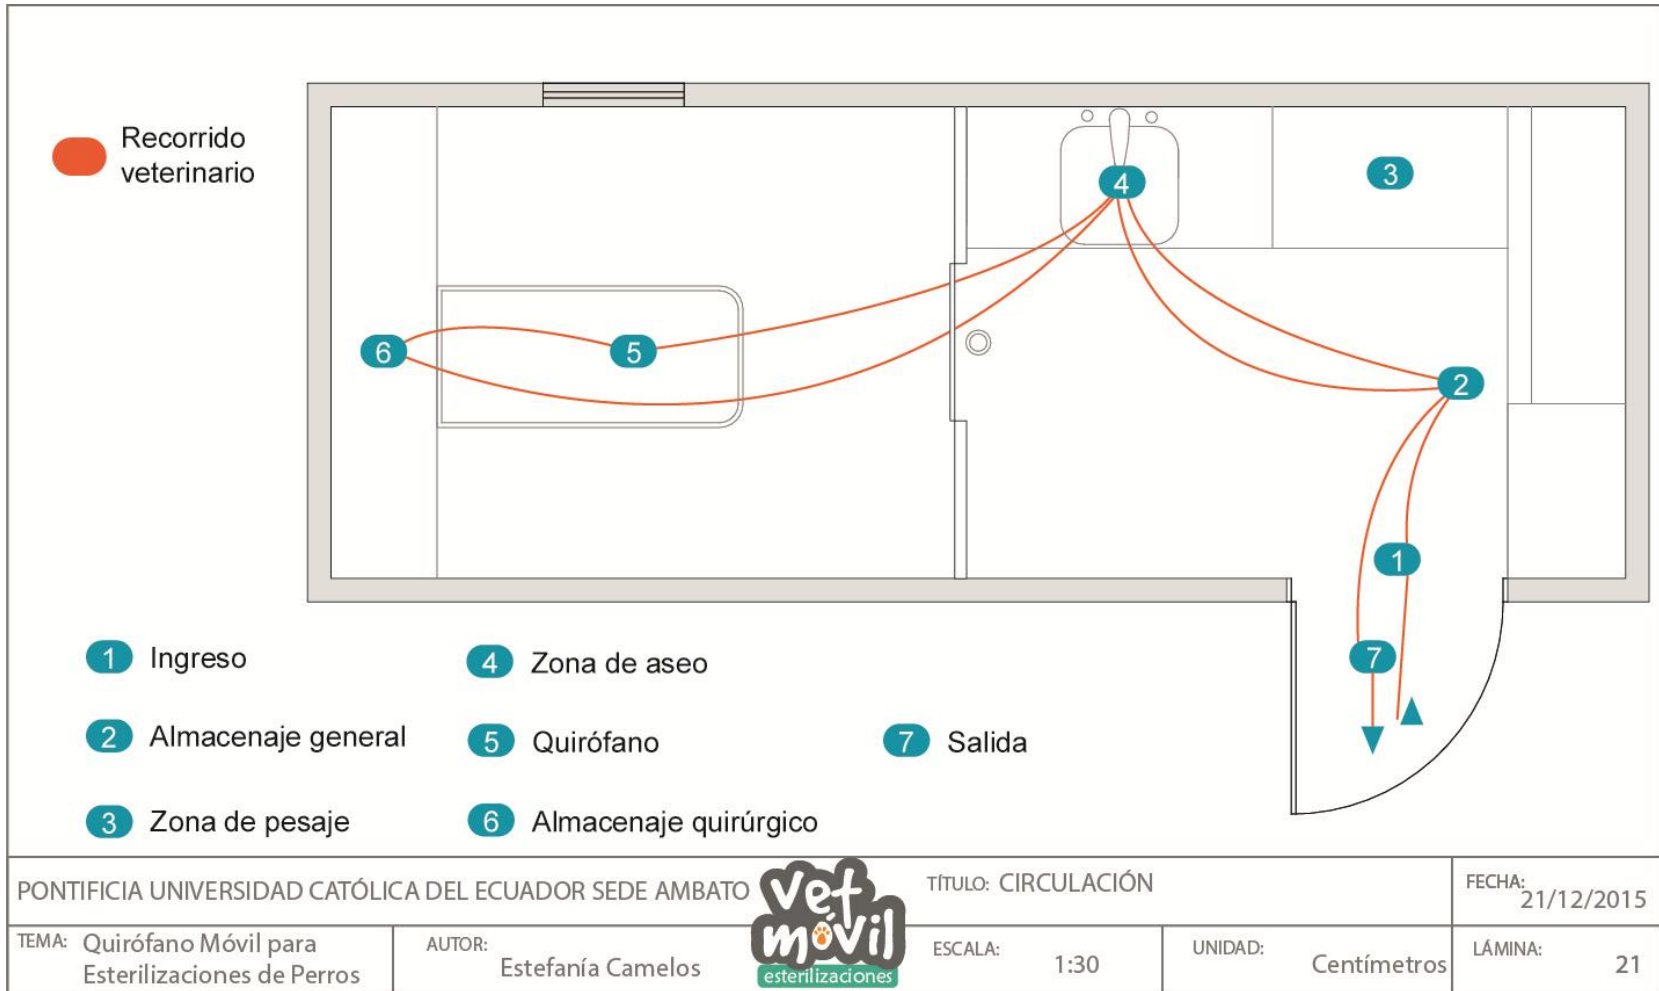 Recorrido
veterinario
4
3
6
5
2
1
7
1 Ingreso
2 Almacenaje general
3 Zona de pesaje
4 Zona de aseo
5 Quirófano
6 Almacenaje quirúrgico
7 Salida
PONTIFICIA UNIVERSIDAD CATÓLICA DEL ECUADOR SEDE AMBATO
vet
móvil
esterilizaciones
TÍTULO: CIRCULACIÓN
FECHA:
21/12/2015
TEMA: Quirófano Móvil para
Esterilizaciones de Perros
AUTOR:
Estefanía Camelos
ESCALA:
1:30
UNIDAD:
Centímetros
LÁMINA:
21